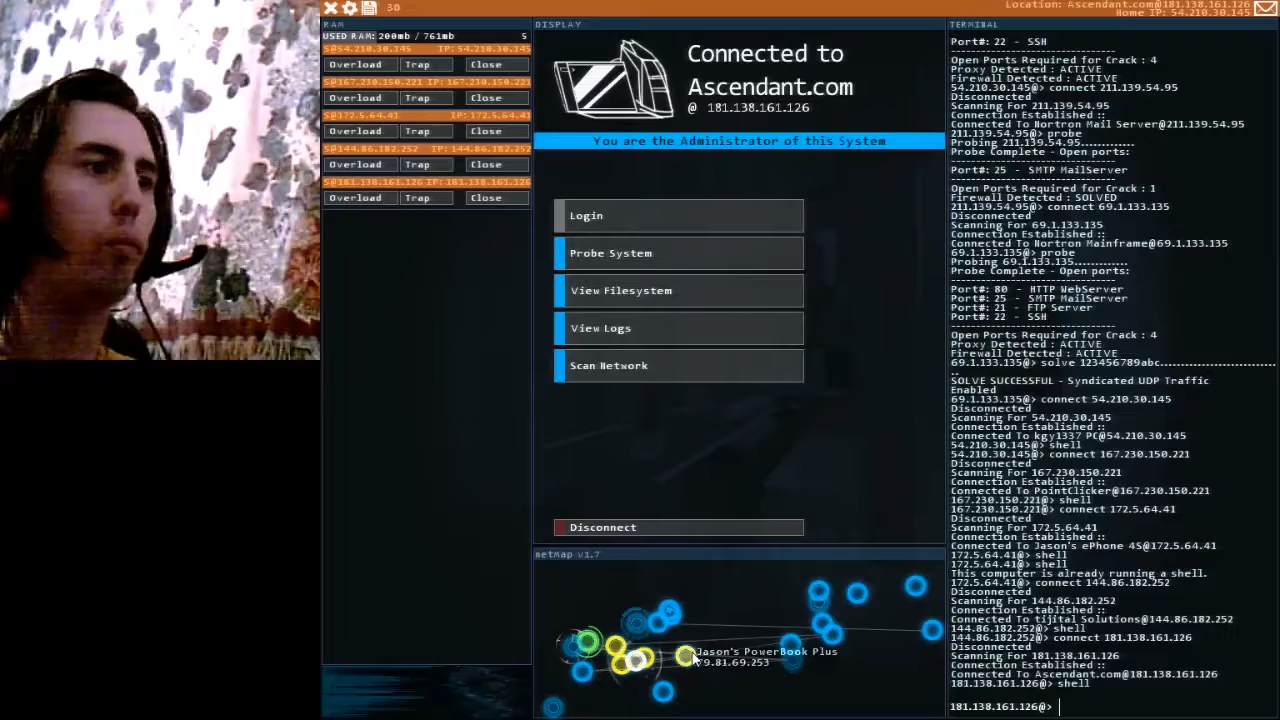 30
Location: Ascendant.com@181.138.161.126
Home IP: 54.210.30.145
RAM
USED RAM: 200mb / 761mb
5
S@54.210.30.145 IP: 54.210.30.145
Overload Trap Close
S@167.230.150.221 IP: 167.230.150.221
Overload Trap Close
S@172.5.64.41 IP: 172.5.64.41
Overload Trap Close
S@144.86.182.252 IP: 144.86.182.252
Overload Trap Close
S@181.138.161.126 IP: 181.138.161.126
Overload Trap Close
DISPLAY
Connected to
Ascendant.com
@ 181.138.161.126
You are the Administrator of this System
Login
Probe System
View Filesystem
View Logs
Scan Network
Disconnect
netMap v1.7
Jason's PowerBook Plus
79.81.69.253
TERMINAL
Port#: 22 - SSH
---------------------------------
Open Ports Required for Crack : 4
Proxy Detected : ACTIVE
Firewall Detected : ACTIVE
54.210.30.145@> connect 211.139.54.95
Disconnected
Scanning For 211.139.54.95
Connection Established ::
Connected To Nortron Mail Server@211.139.54.95
211.139.54.95@> probe
Probing 211.139.54.95.............
Probe Complete - Open ports:
---------------------------------
Port#: 25 - SMTP MailServer
---------------------------------
Open Ports Required for Crack : 1
Firewall Detected : SOLVED
211.139.54.95@> connect 69.1.133.135
Disconnected
Scanning For 69.1.133.135
Connection Established ::
Connected To Nortron Mainframe@69.1.133.135
69.1.133.135@> probe
Probing 69.1.133.135.............
Probe Complete - Open ports:
---------------------------------
Port#: 80 - HTTP WebServer
Port#: 25 - SMTP MailServer
Port#: 21 - FTP Server
Port#: 22 - SSH
---------------------------------
Open Ports Required for Crack : 4
Proxy Detected : ACTIVE
Firewall Detected : ACTIVE
69.1.133.135@> solve 123456789abc.......................
..
SOLVE SUCCESSFUL - Syndicated UDP Traffic
Enabled
69.1.133.135@> connect 54.210.30.145
Disconnected
Scanning For 54.210.30.145
Connection Established ::
Connected To kgy1337 PC@54.210.30.145
54.210.30.145@> shell
54.210.30.145@> connect 167.230.150.221
Disconnected
Scanning For 167.230.150.221
Connection Established ::
Connected To PointClicker@167.230.150.221
167.230.150.221@> shell
167.230.150.221@> connect 172.5.64.41
Disconnected
Scanning For 172.5.64.41
Connection Established ::
Connected To Jason's ePhone 4S@172.5.64.41
172.5.64.41@> shell
172.5.64.41@> shell
This computer is already running a shell.
172.5.64.41@> connect 144.86.182.252
Disconnected
Scanning For 144.86.182.252
Connection Established ::
Connected To tijital Solutions@144.86.182.252
144.86.182.252@> shell
144.86.182.252@> connect 181.138.161.126
Disconnected
Scanning For 181.138.161.126
Connection Established ::
Connected To Ascendant.com@181.138.161.126
181.138.161.126@> shell
181.138.161.126@>